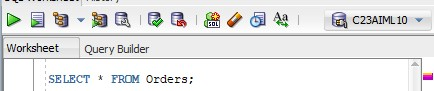 C23AIML10
Worksheet Query Builder
SELECT * FROM Orders;